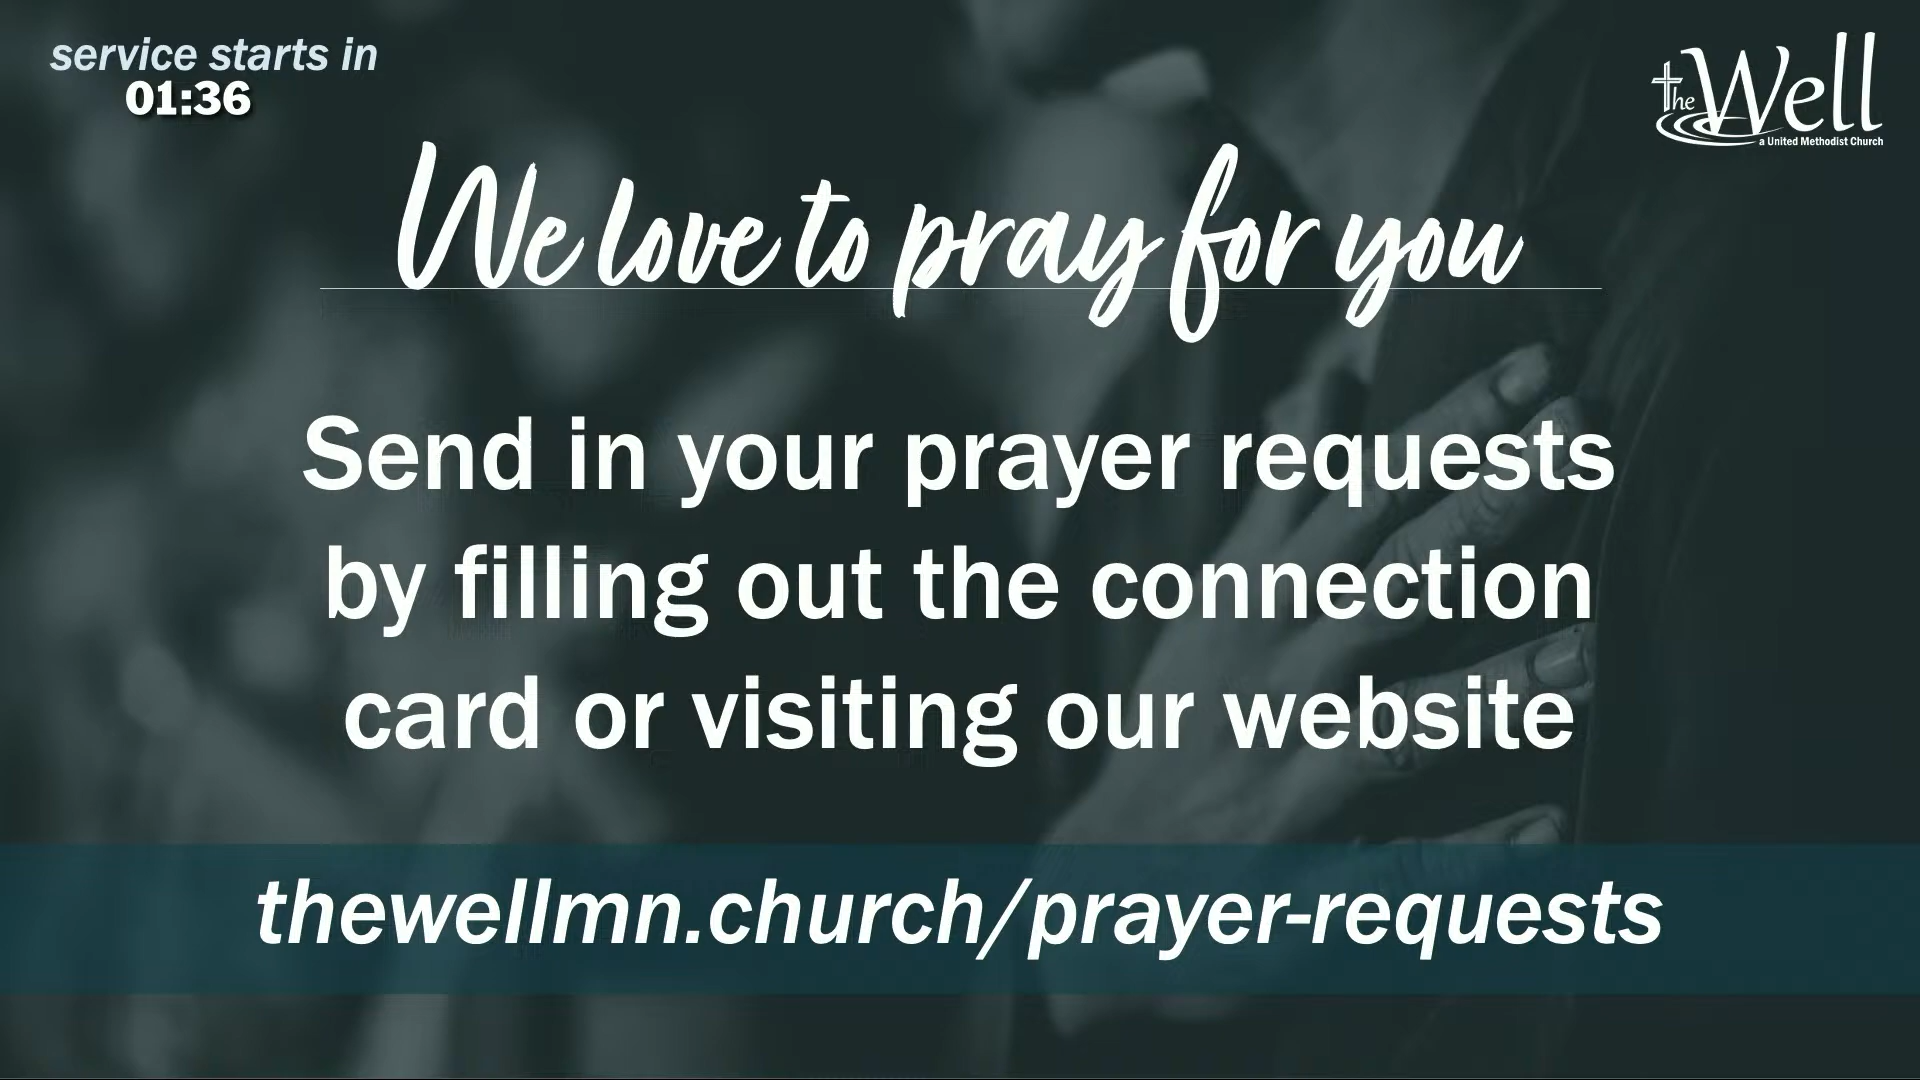 service starts in
01:36
the Well
a United Methodist Church
We love to pray for you
Send in your prayer requests
by filling out the connection
card or visiting our website
thewellmn.church/prayer-requests